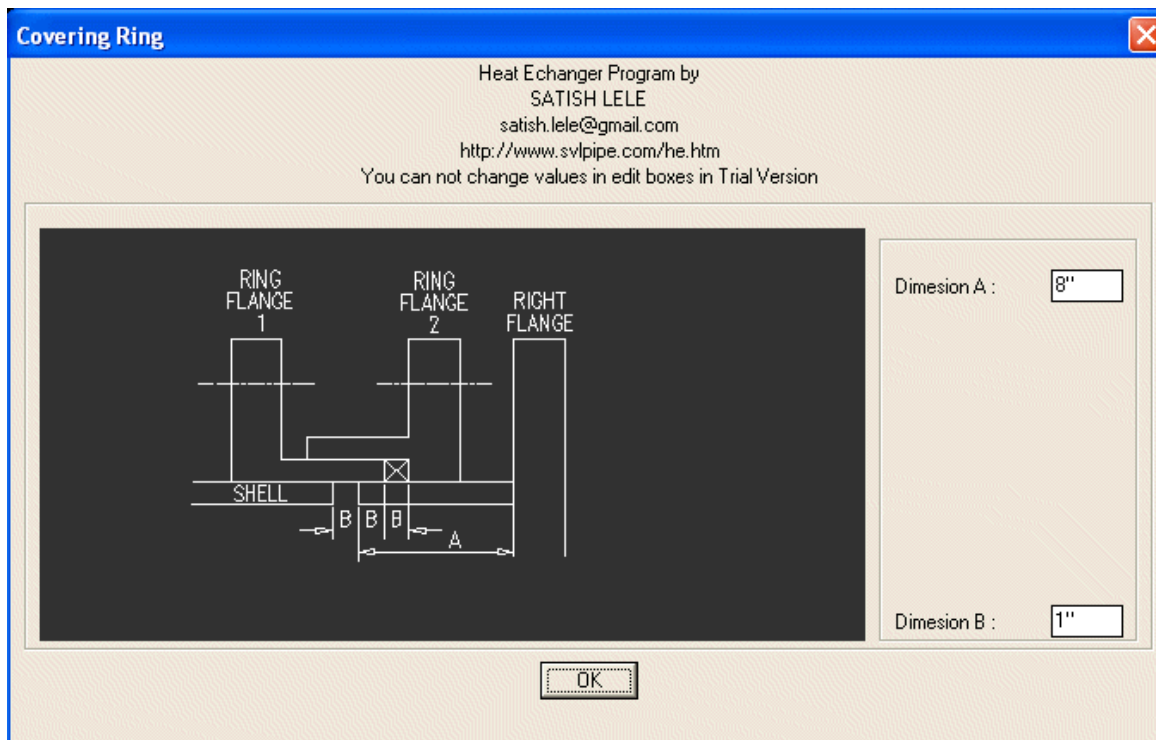 Covering Ring
Heat Echanger Program by
SATISH LELE
satish.lele@gmail.com
http://www.svlpipe.com/he.htm
You can not change values in edit boxes in Trial Version
RING
FLANGE
1
RING
FLANGE
2
RIGHT
FLANGE
SHELL
B B B
A
Dimesion A : 8"
Dimesion B : 1"
OK